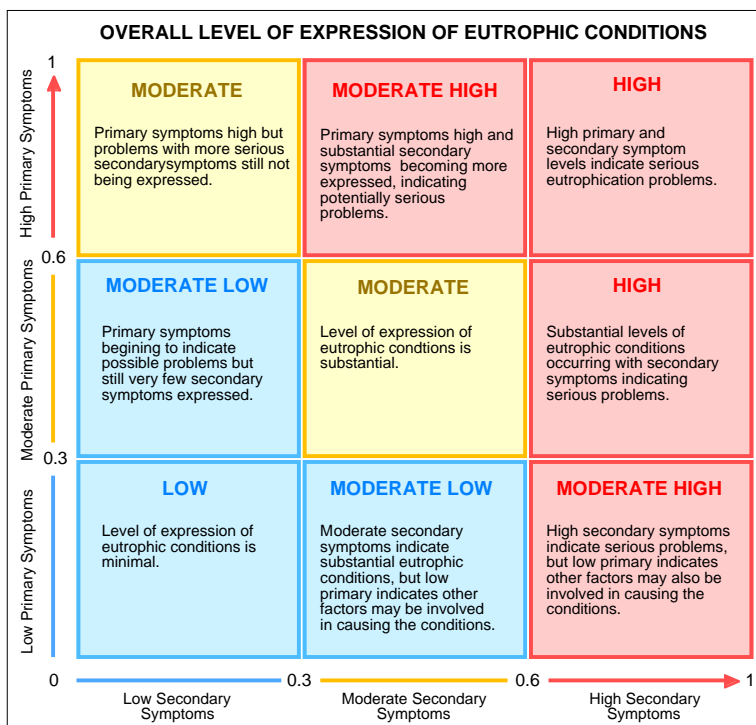 OVERALL LEVEL OF EXPRESSION OF EUTROPHIC CONDITIONS
1
High Primary Symptoms
MODERATE
Primary symptoms high but
problems with more serious
secondarysymptoms still not
being expressed.
MODERATE HIGH
Primary symptoms high and
substantial secondary
symptoms becoming more
expressed, indicating
potentially serious
problems.
HIGH
High primary and
secondary symptom
levels indicate serious
eutrophication problems.
0.6
Moderate Primary Symptoms
MODERATE LOW
Primary symptoms
begining to indicate
possible problems but
still very few secondary
symptoms expressed.
MODERATE
Level of expression of
eutrophic condtions is
substantial.
HIGH
Substantial levels of
eutrophic conditions
occurring with secondary
symptoms indicating
serious problems.
0.3
Low Primary Symptoms
LOW
Level of expression of
eutrophic conditions is
minimal.
MODERATE LOW
Moderate secondary
symptoms indicate
substantial eutrophic
conditions, but low
primary indicates other
factors may be involved
in causing the conditions.
MODERATE HIGH
High secondary symptoms
indicate serious problems,
but low primary indicates
other factors may also be
involved in causing the
conditions.
0
0.3
0.6
1
Low Secondary
Symptoms
Moderate Secondary
Symptoms
High Secondary
Symptoms